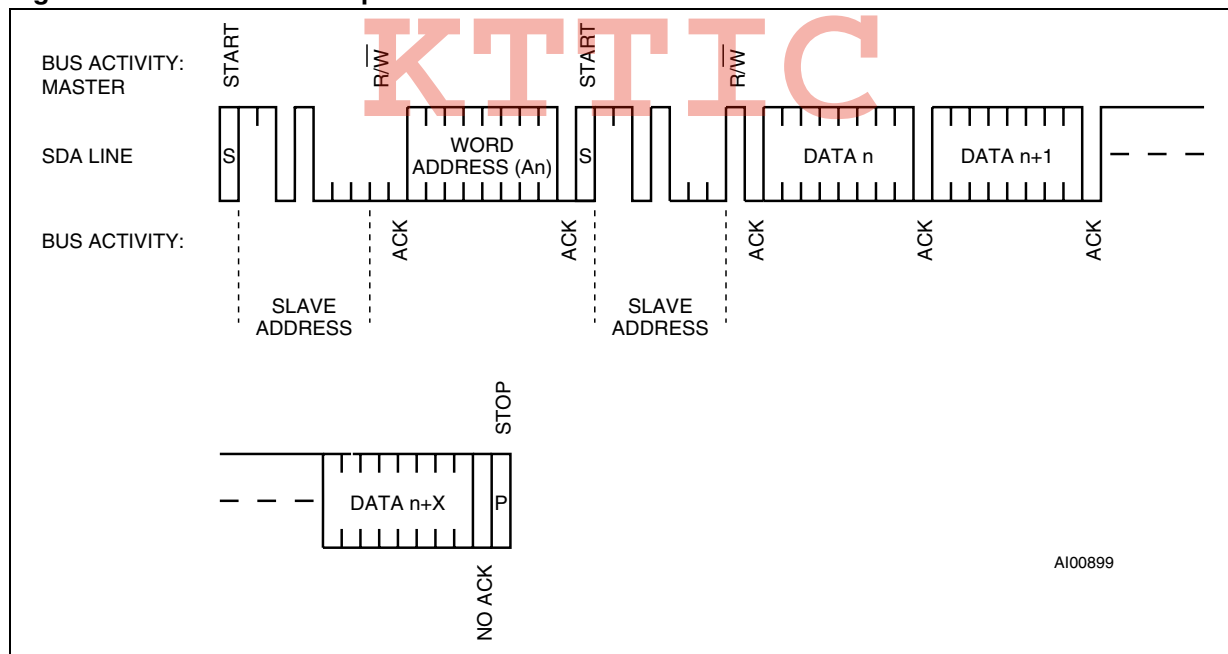 KTTIC
START
R/W
START
R/W
BUS ACTIVITY:
MASTER
SDA LINE
S
WORD
ADDRESS (An)
S
DATA n
DATA n+1
BUS ACTIVITY:
ACK
ACK
ACK
ACK
ACK
SLAVE
ADDRESS
SLAVE
ADDRESS
STOP
DATA n+X
P
NO ACK
AI00899